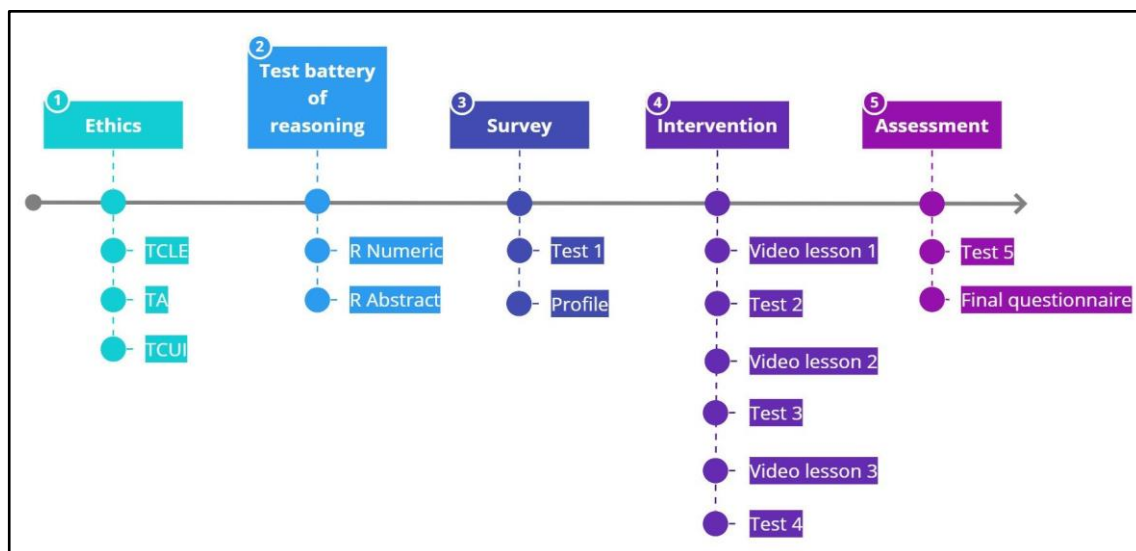 1
Ethics
TCLE
TA
TCUI
2
Test battery
of
reasoning
R Numeric
R Abstract
3
Survey
Test 1
Profile
4
Intervention
Video lesson 1
Test 2
Video lesson 2
Test 3
Video lesson 3
Test 4
5
Assessment
Test 5
Final questionnaire